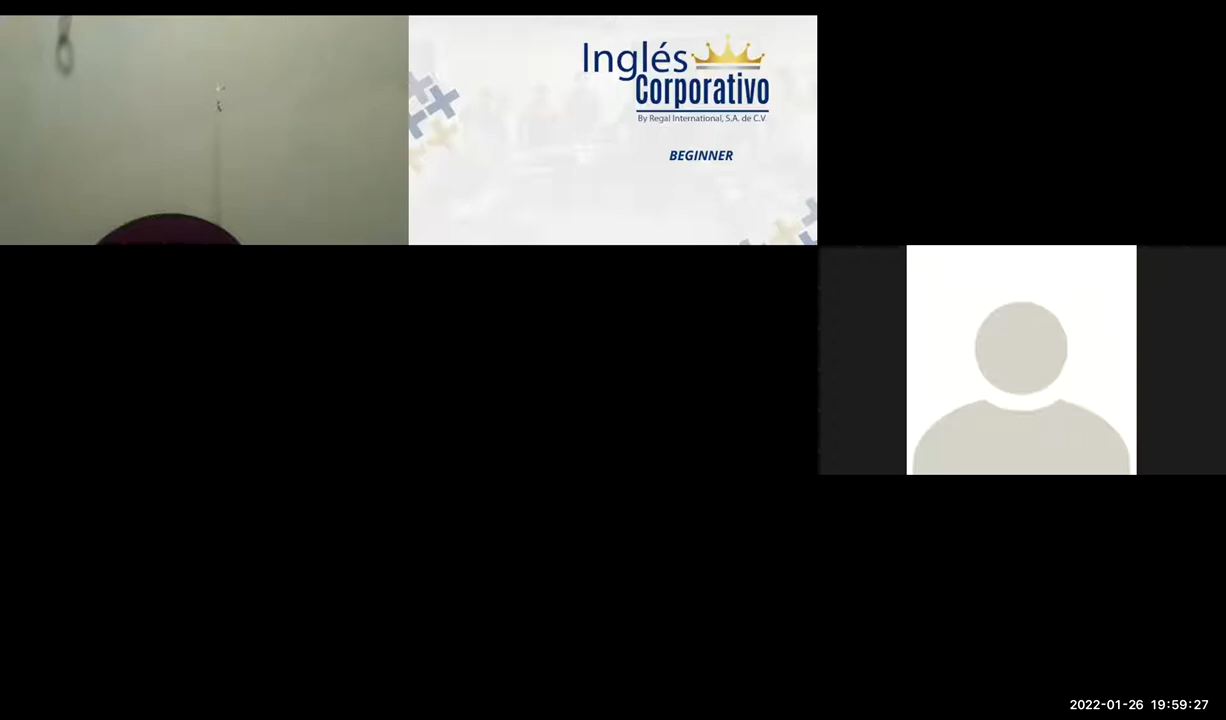 Inglés
Corporativo
By Regal International, S.A. de C.V
BEGINNER
2022-01-26 19:59:27